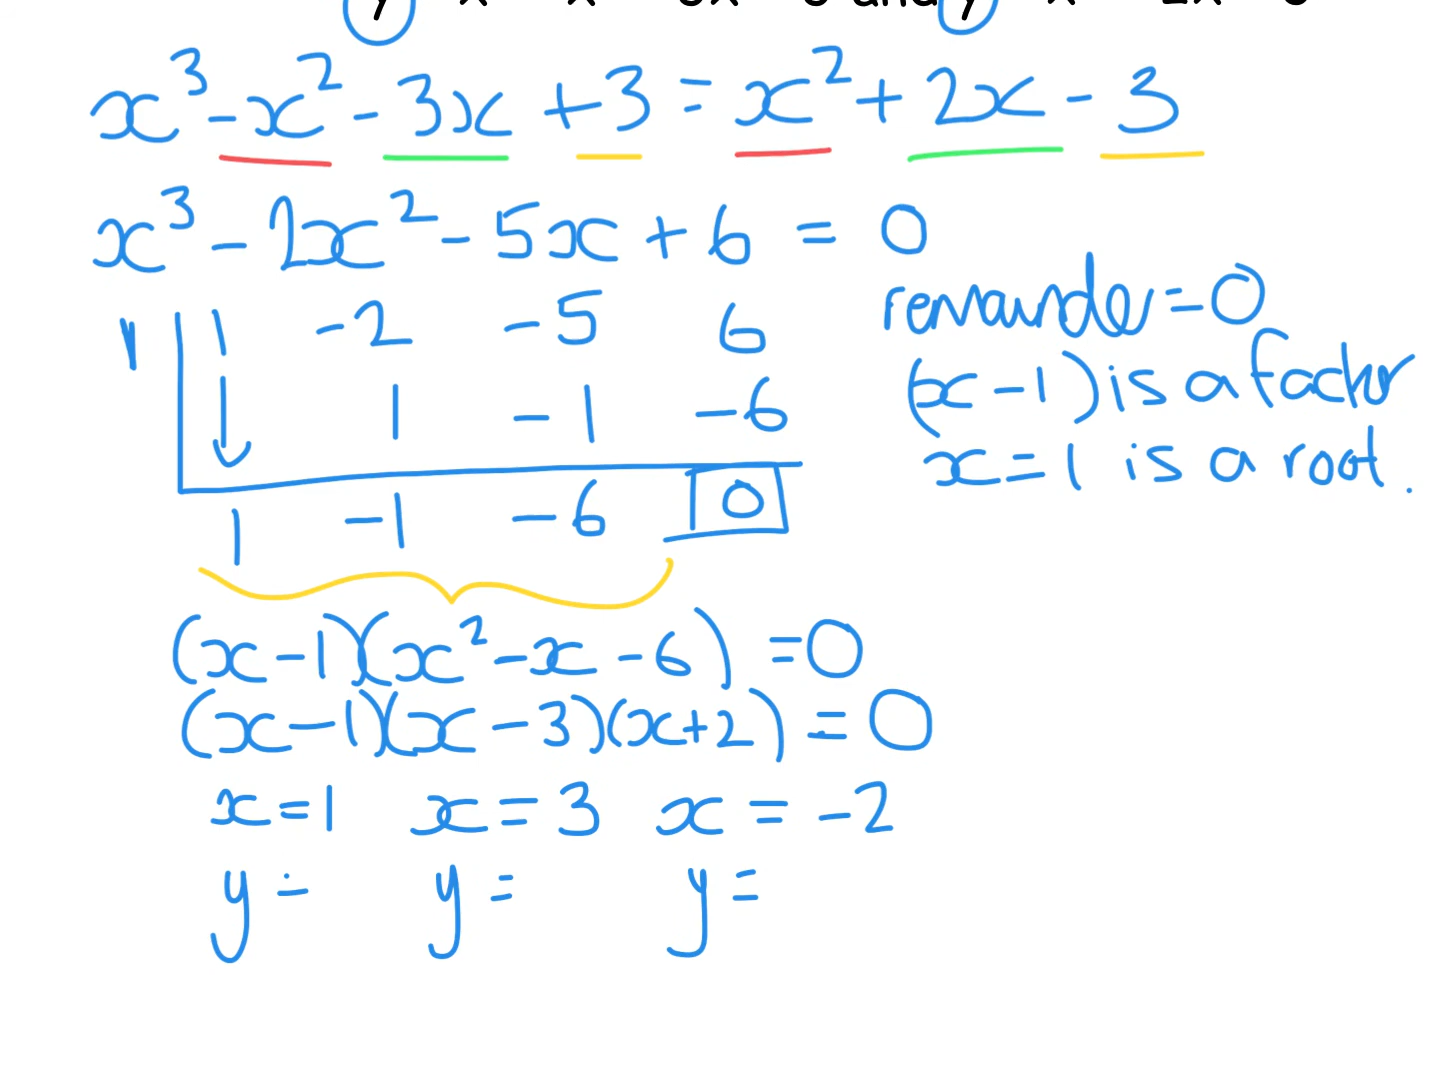 x³ - x² - 3x + 3 = x² + 2x - 3
x³ - 2x² - 5x + 6 = 0
1 1 -2 -5 6
1 -1 -6
1 -1 -6 0
remainder = 0
(x - 1) is a factor
x = 1 is a root.
(x - 1)(x² - x - 6) = 0
(x - 1)(x - 3)(x + 2) = 0
x = 1 x = 3 x = -2
y = y = y =